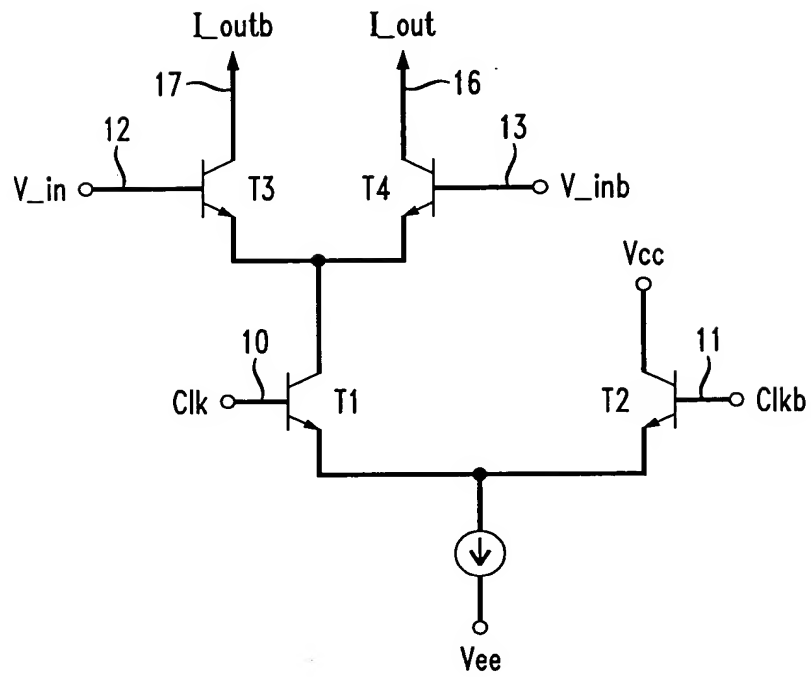 I_outb
I_out
17
16
12
13
V_in
T3
T4
V_inb
Vcc
10
11
Clk
T1
T2
Clkb
Vee